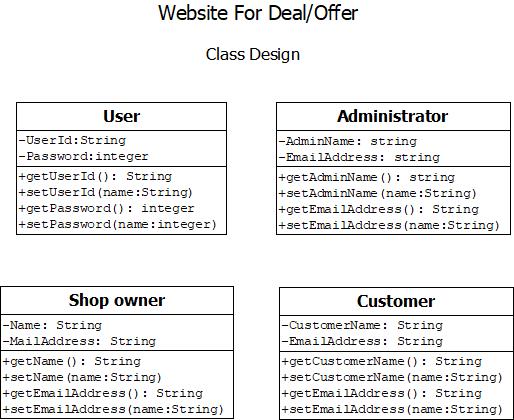 Website For Deal/Offer
Class Design
User
-UserId:String
-Password:integer
+getUserId(): String
+setUserId(name:String)
+getPassword(): integer
+setPassword(name:integer)
Administrator
-AdminName: string
-EmailAddress: string
+getAdminName(): string
+setAdminName(name:String)
+getEmailAddress(): String
+setEmailAddress(name:String)
Shop owner
-Name: String
-MailAddress: String
+getName(): String
+setName(name:String)
+getEmailAddress(): String
+setEmailAddress(name:String)
Customer
-CustomerName: String
-EmailAddress: String
+getCustomerName(): String
+setCustomerName(name:String)
+getEmailAddress(): String
+setEmailAddress(name:String)